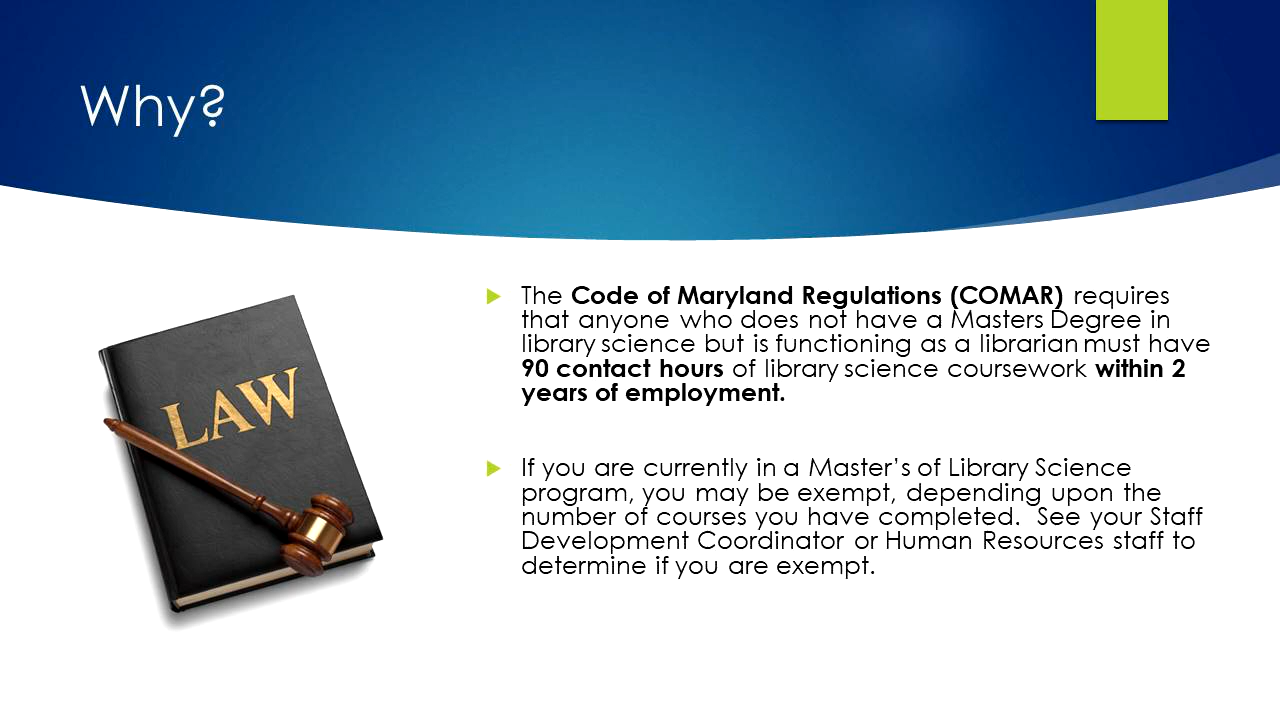 Why?
LAW
The Code of Maryland Regulations (COMAR) requires
that anyone who does not have a Masters Degree in
library science but is functioning as a librarian must have
90 contact hours of library science coursework within 2
years of employment.
If you are currently in a Master’s of Library Science
program, you may be exempt, depending upon the
number of courses you have completed.  See your Staff
Development Coordinator or Human Resources staff to
determine if you are exempt.